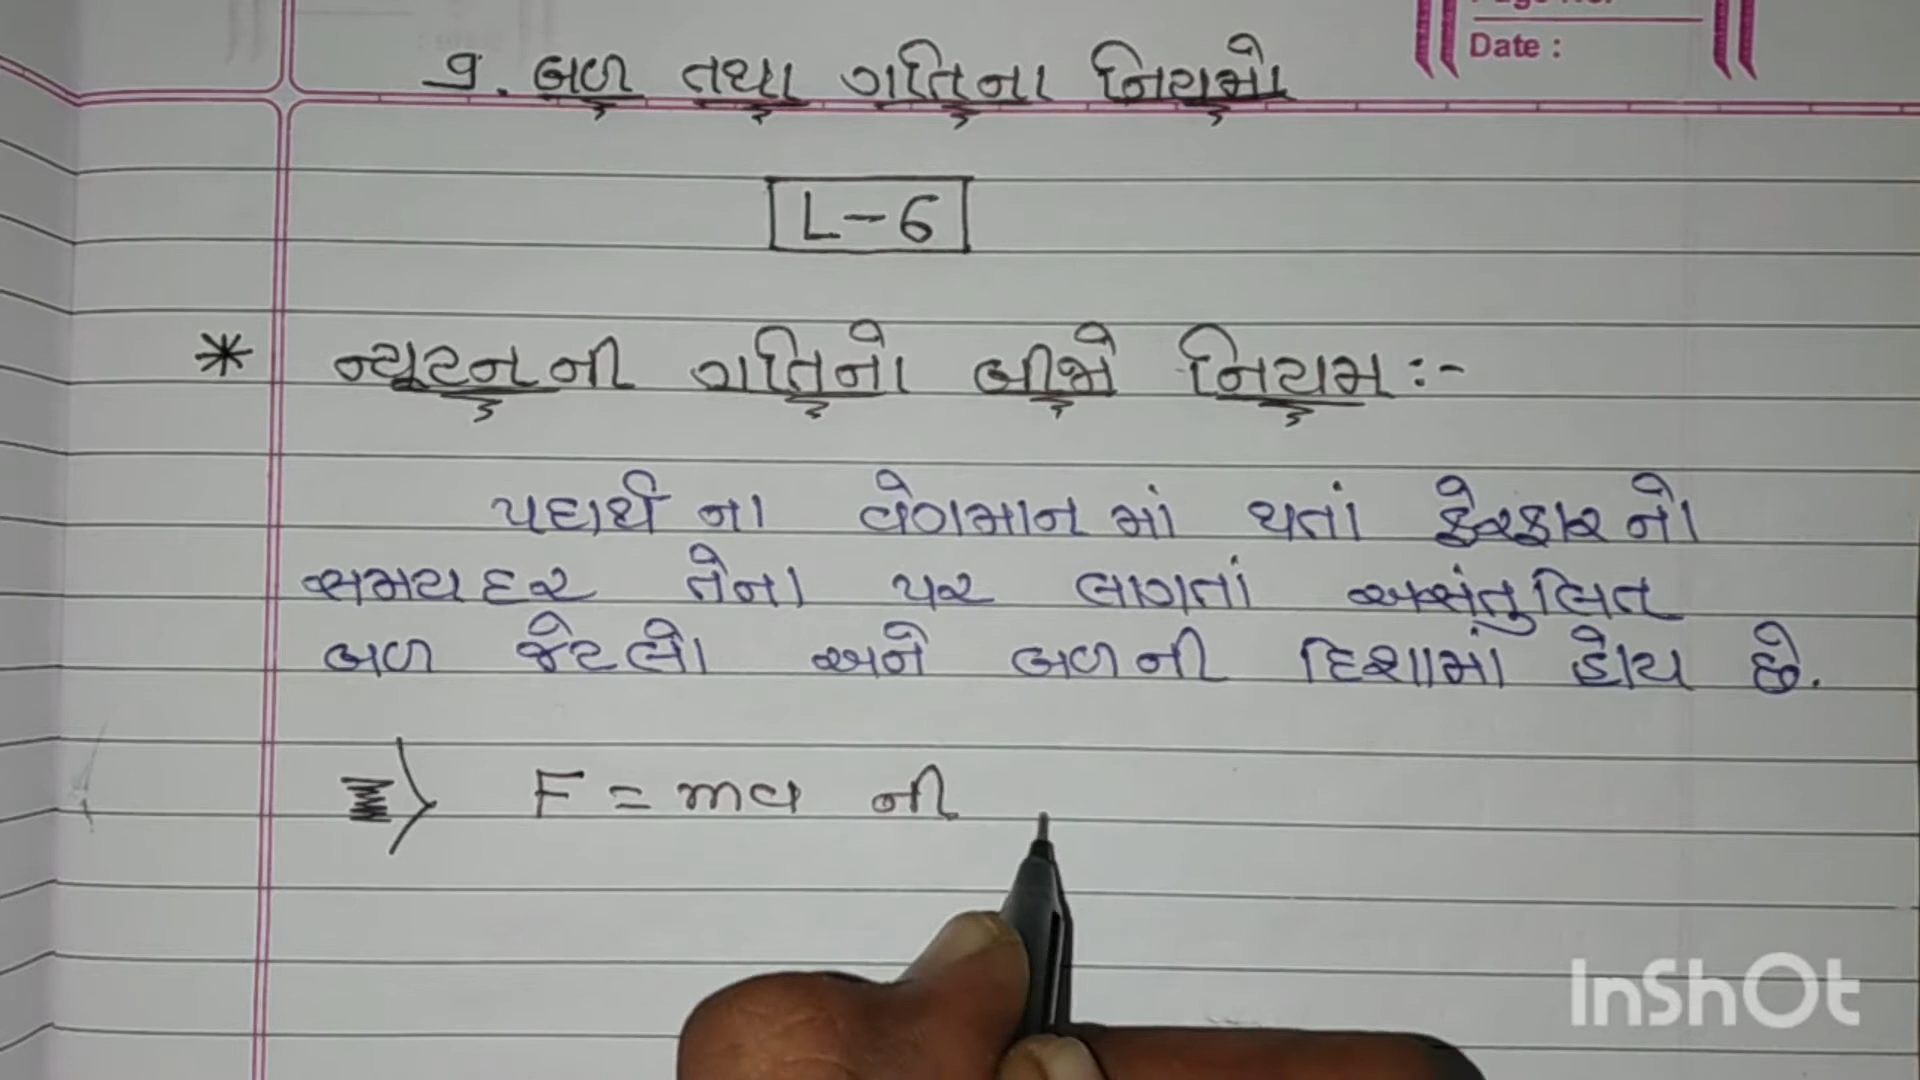 Date :
9. બળ તથા ગતિના નિયમો
L-6
* ન્યૂટનની ગતિનો બીજો નિયમ :-
પદાર્થ ના વેગમાન માં થતાં ફેરફારનો
સમયદર તેના પર લાગતાં અસંતુલિત
બળ જેટલો અને બળની દિશામાં હોય છે.
⇒ F = ma ની
InShOt